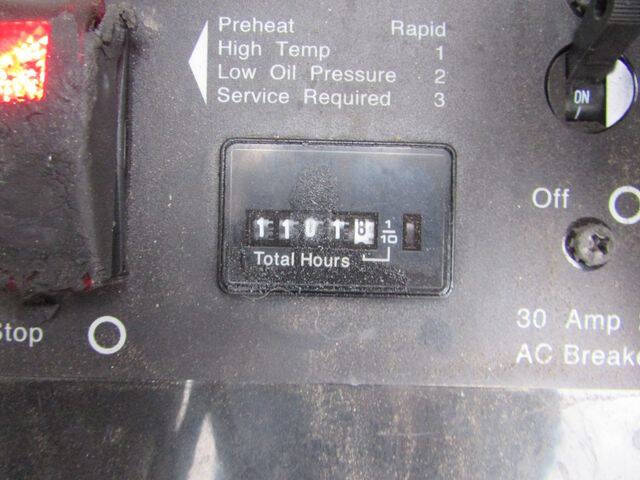 Preheat Rapid
High Temp 1
Low Oil Pressure 2
Service Required 3
ON
11018 1/10
Total Hours
Off
Stop
30 Amp
AC Breake